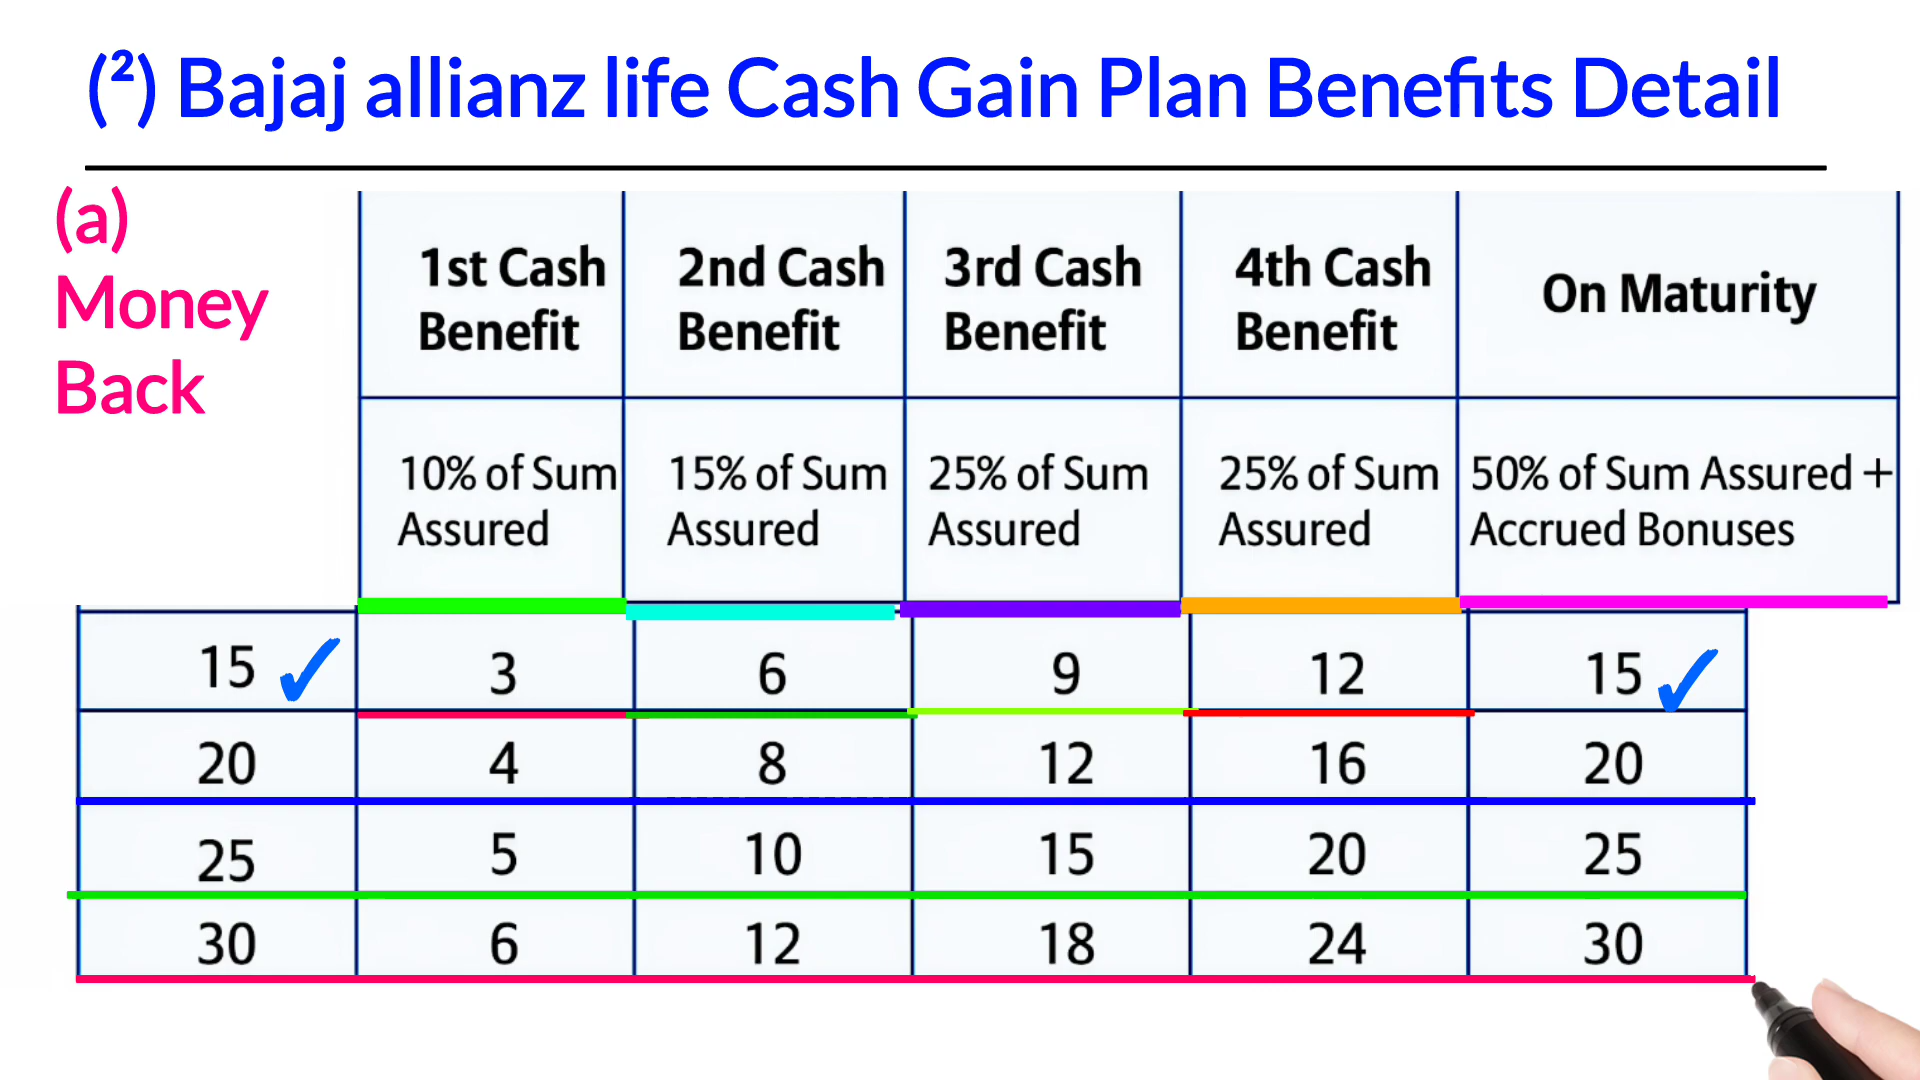 (²) Bajaj allianz life Cash Gain Plan Benefits Detail
(a)
Money
Back
1st Cash Benefit 2nd Cash Benefit 3rd Cash Benefit 4th Cash Benefit On Maturity
10% of Sum Assured 15% of Sum Assured 25% of Sum Assured 25% of Sum Assured 50% of Sum Assured + Accrued Bonuses
15 3 6 9 12 15
20 4 8 12 16 20
25 5 10 15 20 25
30 6 12 18 24 30